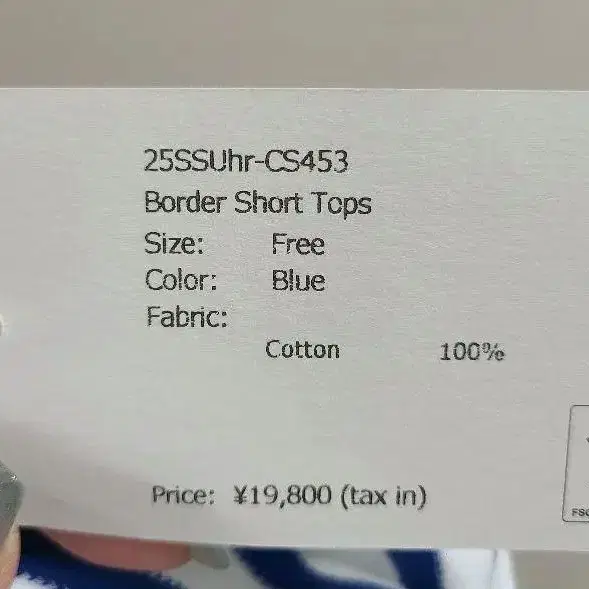 25SSUhr-CS453
Border Short Tops
Size: Free
Color: Blue
Fabric:
Cotton 100%
Price: ¥19,800 (tax in)